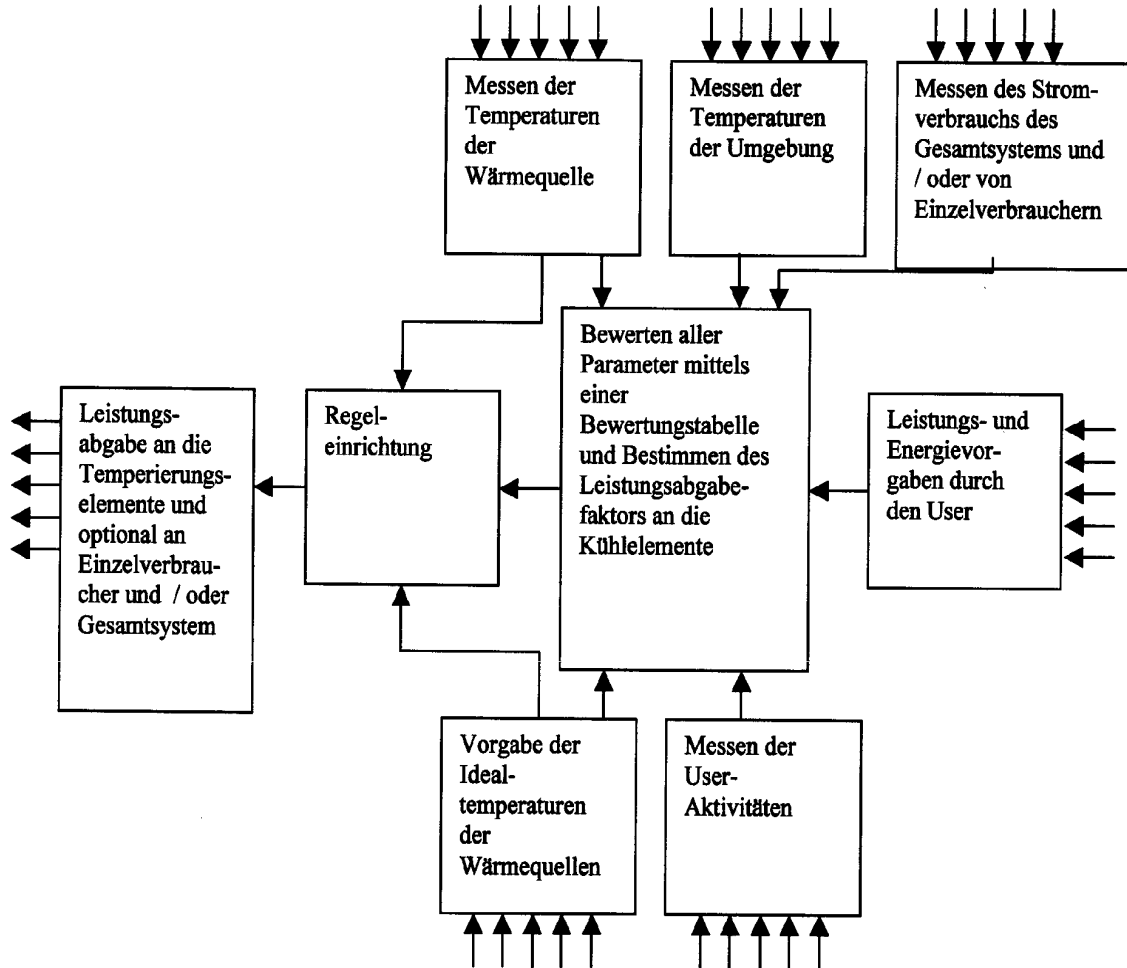 Messen der
Temperaturen
der
Wärmequelle
Messen der
Temperaturen
der Umgebung
Messen des Strom-
verbrauchs des
Gesamtsystems und
/ oder von
Einzelverbrauchern
Bewerten aller
Parameter mittels
einer
Bewertungstabelle
und Bestimmen des
Leistungsabgabe-
faktors an die
Kühlelemente
Leistungs-
abgabe an die
Temperierungs-
elemente und
optional an
Einzelverbrau-
cher und / oder
Gesamtsystem
Regel-
einrichtung
Leistungs- und
Energievor-
gaben durch
den User
Vorgabe der
Ideal-
temperaturen
der
Wärmequellen
Messen der
User-
Aktivitäten